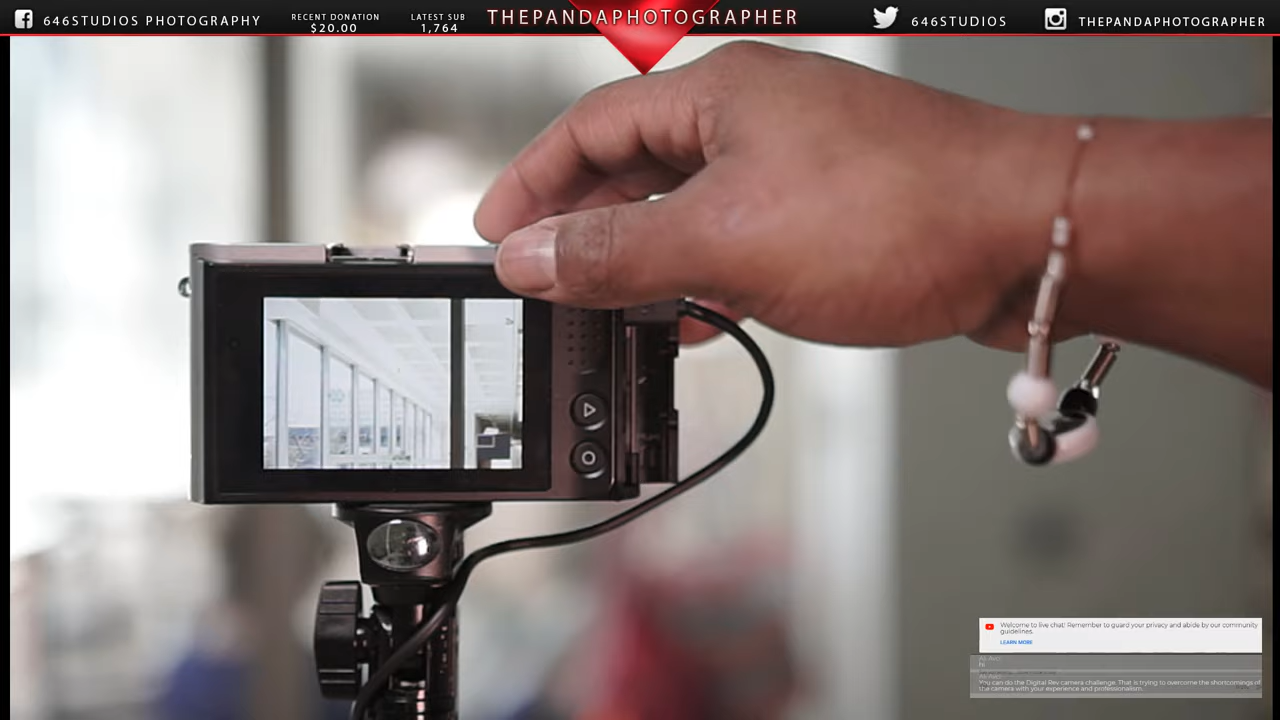 646STUDIOS PHOTOGRAPHY
RECENT DONATION
$20.00
LATEST SUB
1,764
THEPANDAPHOTOGRAPHER
646STUDIOS
THEPANDAPHOTOGRAPHER
Welcome to live chat! Remember to guard your privacy and abide by our community
guidelines.
LEARN MORE
hi
You can do the Digital Rev camera challenge. That is trying to overcome the shortcomings of
the camera with your experience and professionalism.